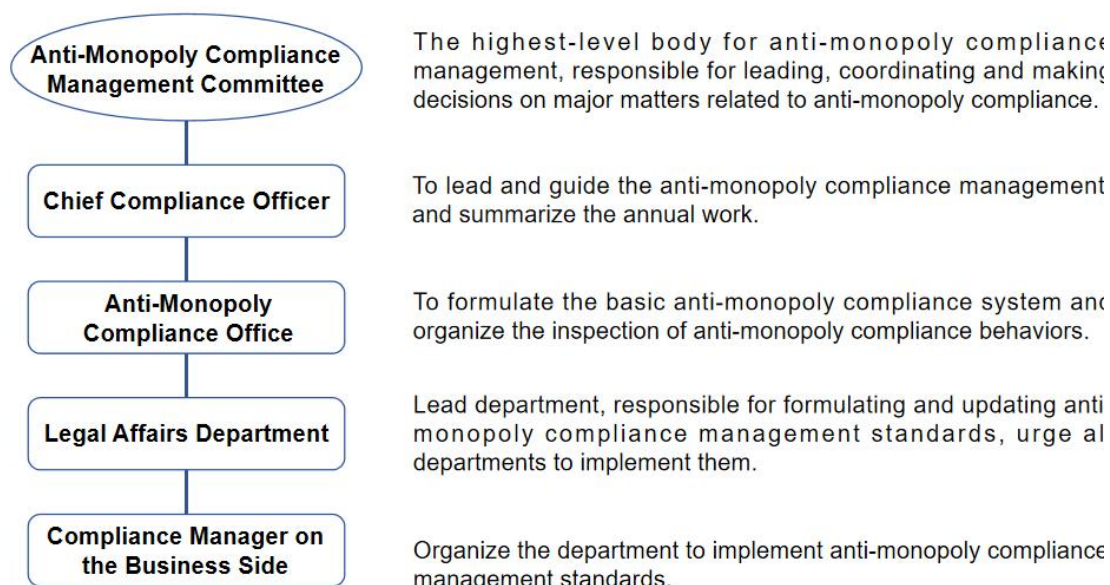 Anti-Monopoly Compliance
Management Committee
The highest-level body for anti-monopoly compliance
management, responsible for leading, coordinating and making
decisions on major matters related to anti-monopoly compliance.
Chief Compliance Officer
To lead and guide the anti-monopoly compliance management
and summarize the annual work.
Anti-Monopoly
Compliance Office
To formulate the basic anti-monopoly compliance system and
organize the inspection of anti-monopoly compliance behaviors.
Legal Affairs Department
Lead department, responsible for formulating and updating anti-
monopoly compliance management standards, urge al
departments to implement them.
Compliance Manager on
the Business Side
Organize the department to implement anti-monopoly compliance
management standards.